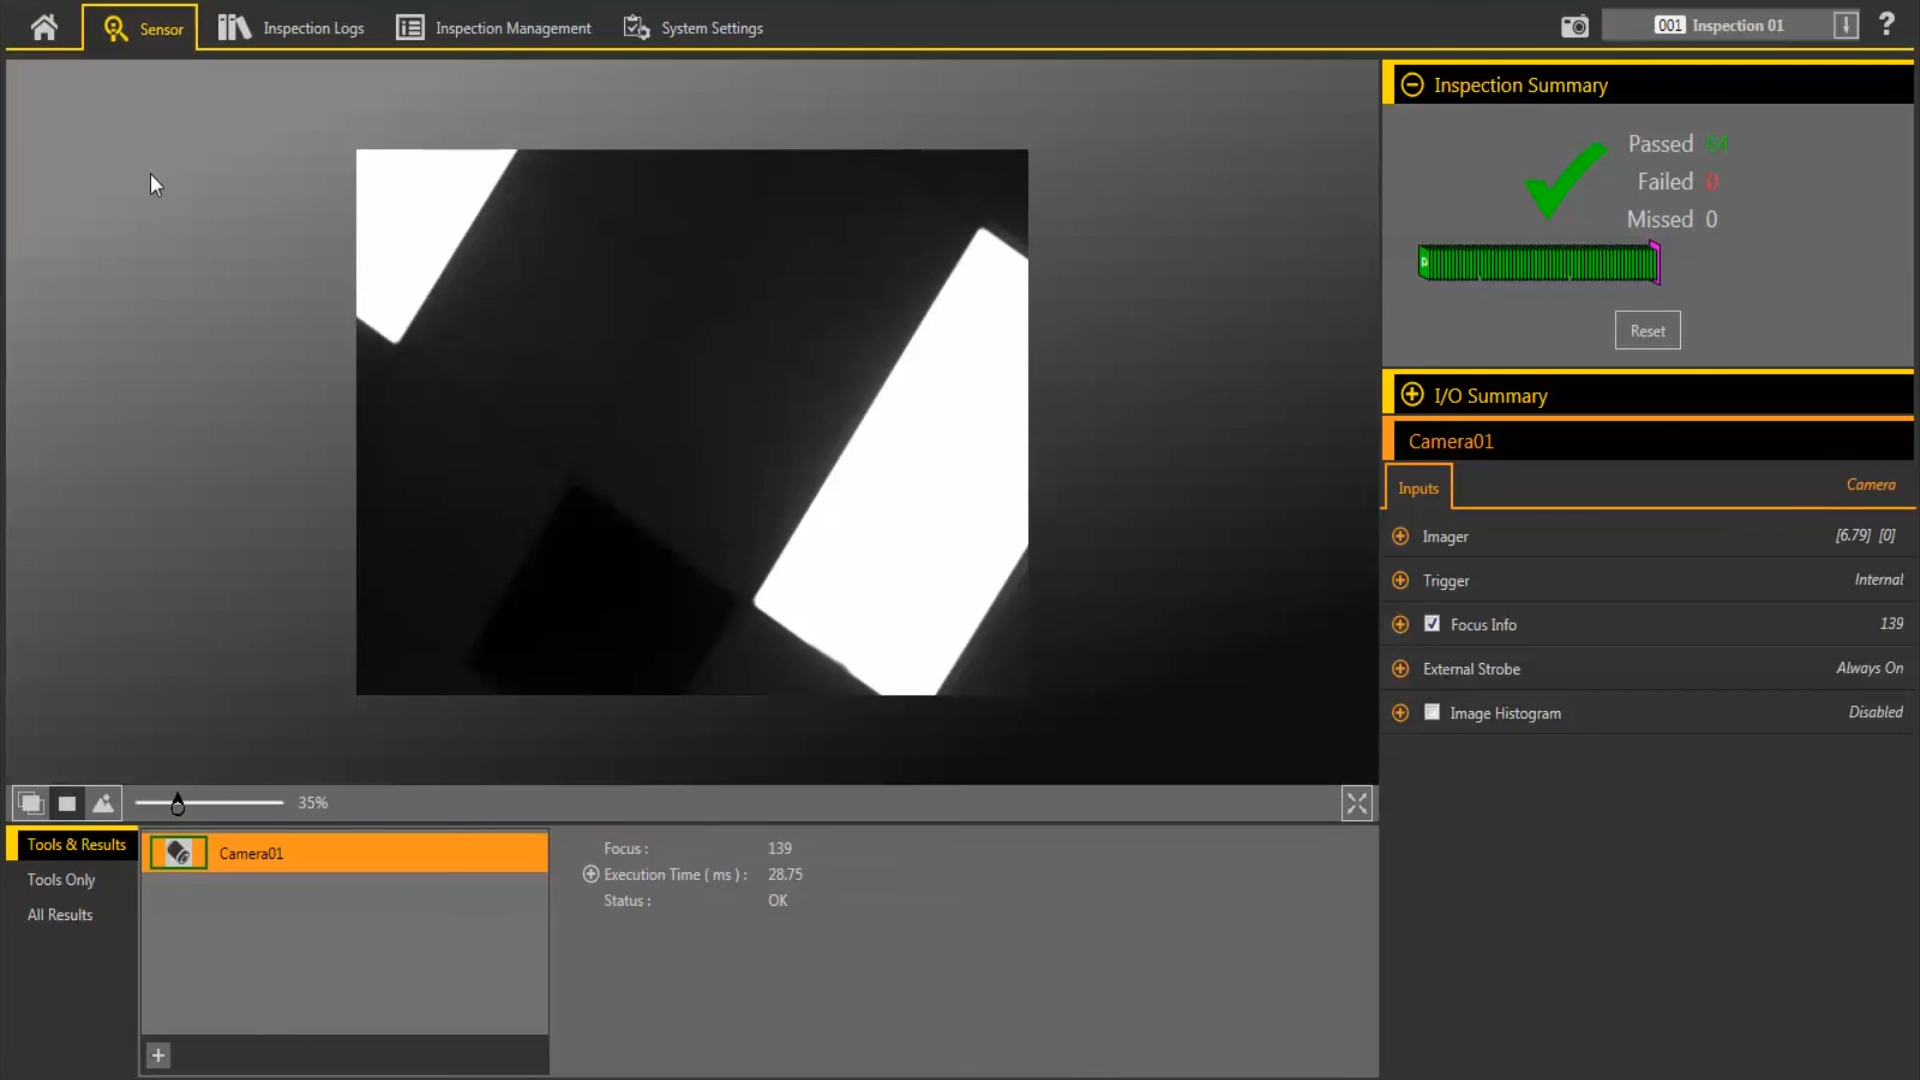 Sensor
Inspection Logs
Inspection Management
System Settings
001 Inspection 01
?
Inspection Summary
Passed 64
Failed 0
Missed 0
P
Reset
I/O Summary
Camera01
Inputs
Camera
Imager [6.79] [0]
Trigger Internal
Focus Info 139
External Strobe Always On
Image Histogram Disabled
35%
Tools & Results
Tools Only
All Results
Camera01
Focus : 139
Execution Time ( ms ) : 28.75
Status : OK